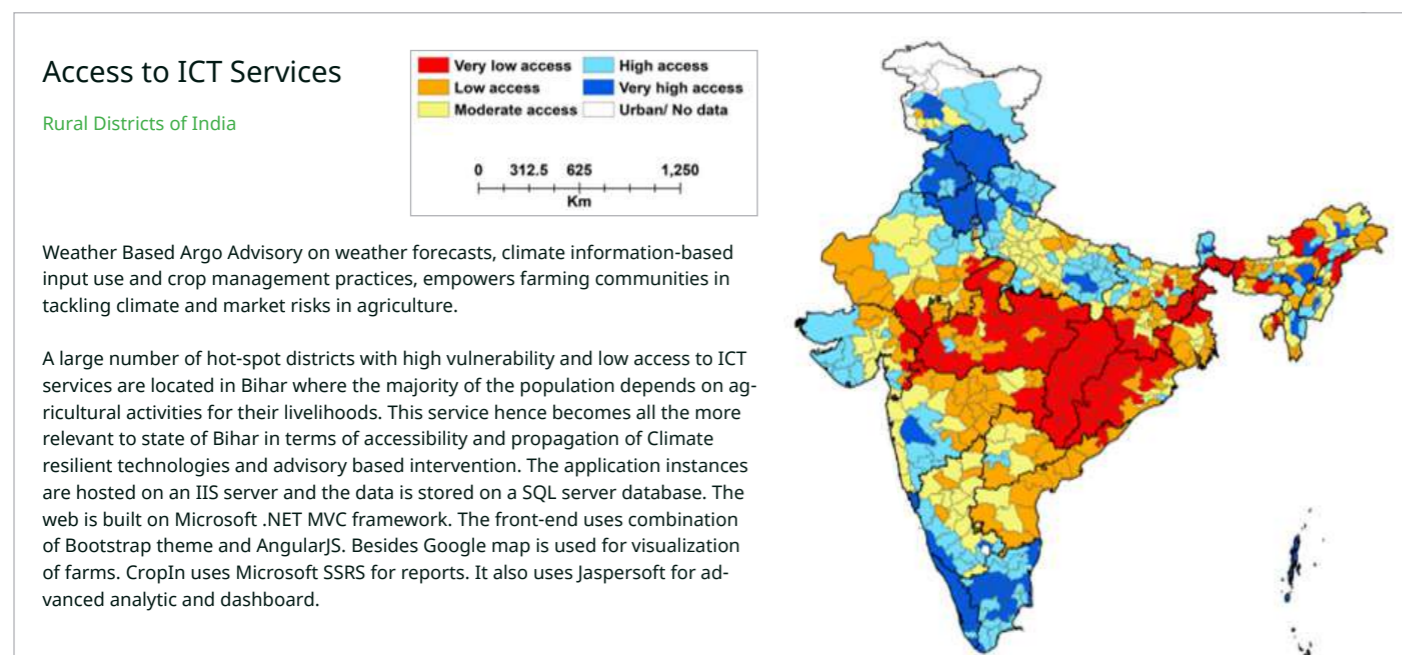 Access to ICT Services
Rural Districts of India
Very low access
High access
Low access
Very high access
Moderate access
Urban/ No data
0 312.5 625 1,250
Km
Weather Based Argo Advisory on weather forecasts, climate information-based
input use and crop management practices, empowers farming communities in
tackling climate and market risks in agriculture.
A large number of hot-spot districts with high vulnerability and low access to ICT
services are located in Bihar where the majority of the population depends on ag-
ricultural activities for their livelihoods. This service hence becomes all the more
relevant to state of Bihar in terms of accessibility and propagation of Climate
resilient technologies and advisory based intervention. The application instances
are hosted on an IIS server and the data is stored on a SQL server database. The
web is built on Microsoft .NET MVC framework. The front-end uses combination
of Bootstrap theme and AngularJS. Besides Google map is used for visualization
of farms. CropIn uses Microsoft SSRS for reports. It also uses Jaspersoft for ad-
vanced analytic and dashboard.